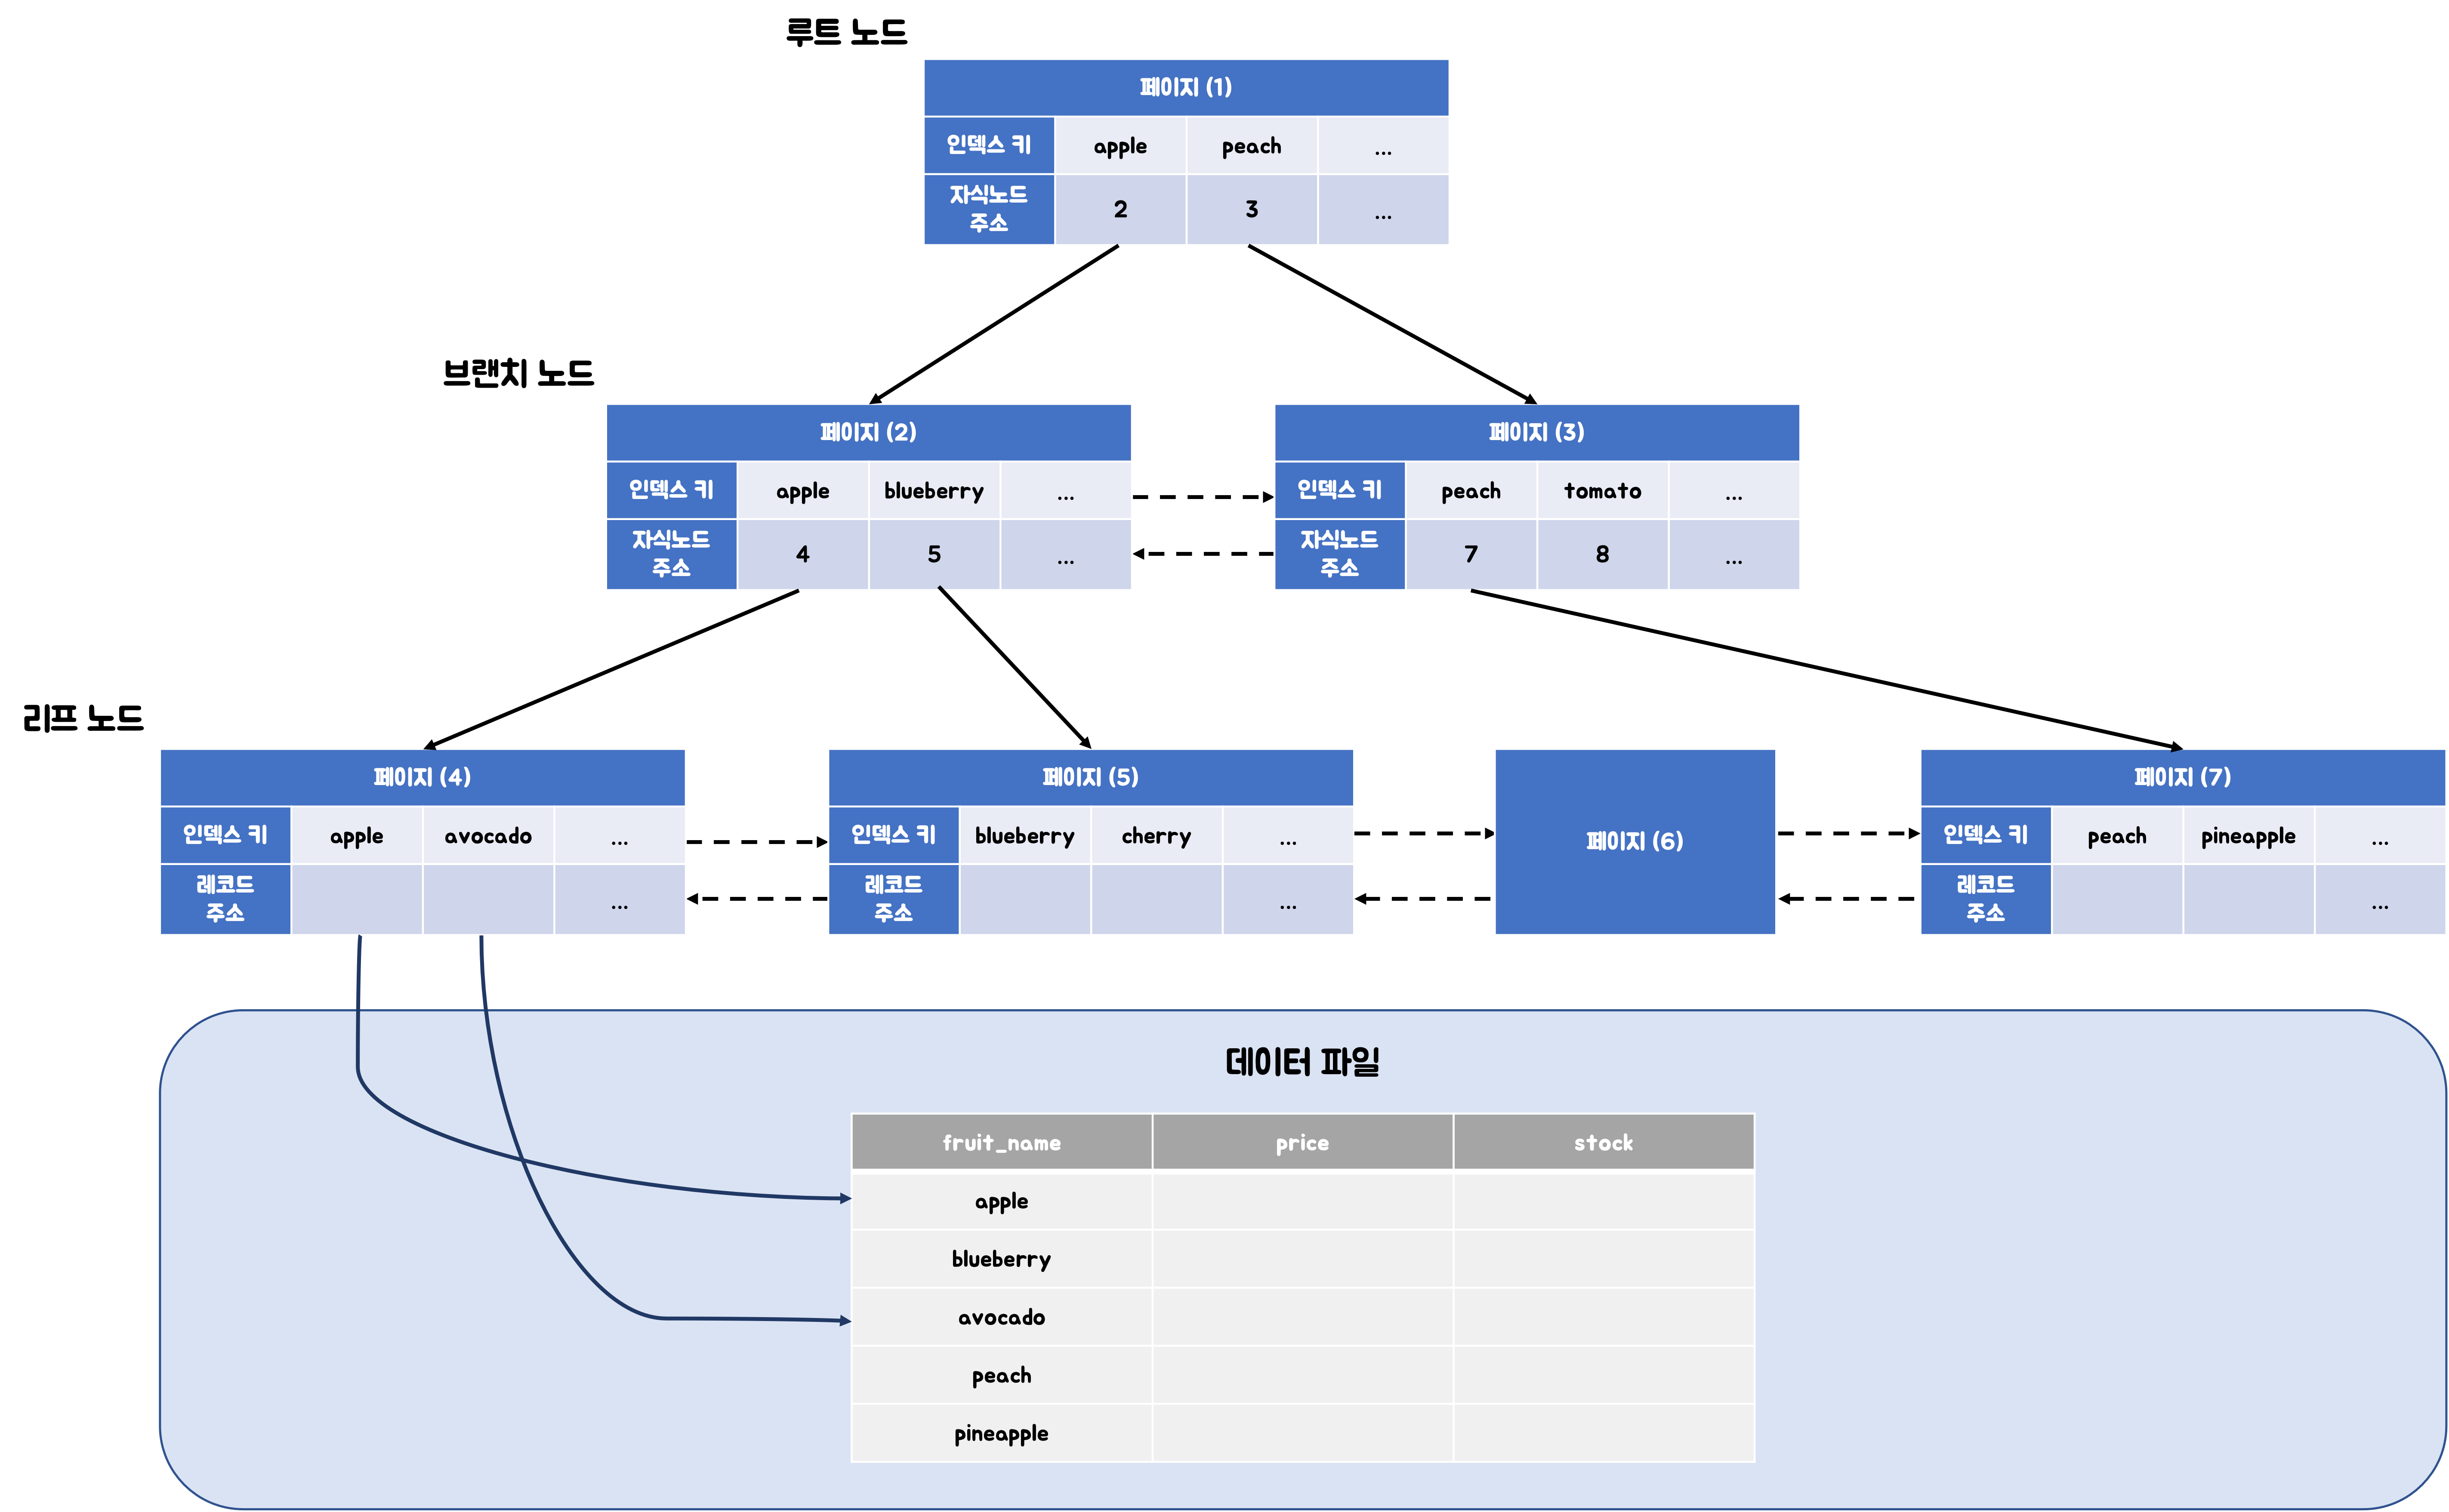 루트 노드
페이지 (1)
인덱스 키 apple peach ...
자식노드
주소 2 3 ...
브랜치 노드
페이지 (2)
인덱스 키 apple blueberry ...
자식노드
주소 4 5 ...
페이지 (3)
인덱스 키 peach tomato ...
자식노드
주소 7 8 ...
리프 노드
페이지 (4)
인덱스 키 apple avocado ...
레코드
주소 ...
페이지 (5)
인덱스 키 blueberry cherry ...
레코드
주소 ...
페이지 (6)
페이지 (7)
인덱스 키 peach pineapple ...
레코드
주소 ...
데이터 파일
fruit_name price stock
apple
blueberry
avocado
peach
pineapple